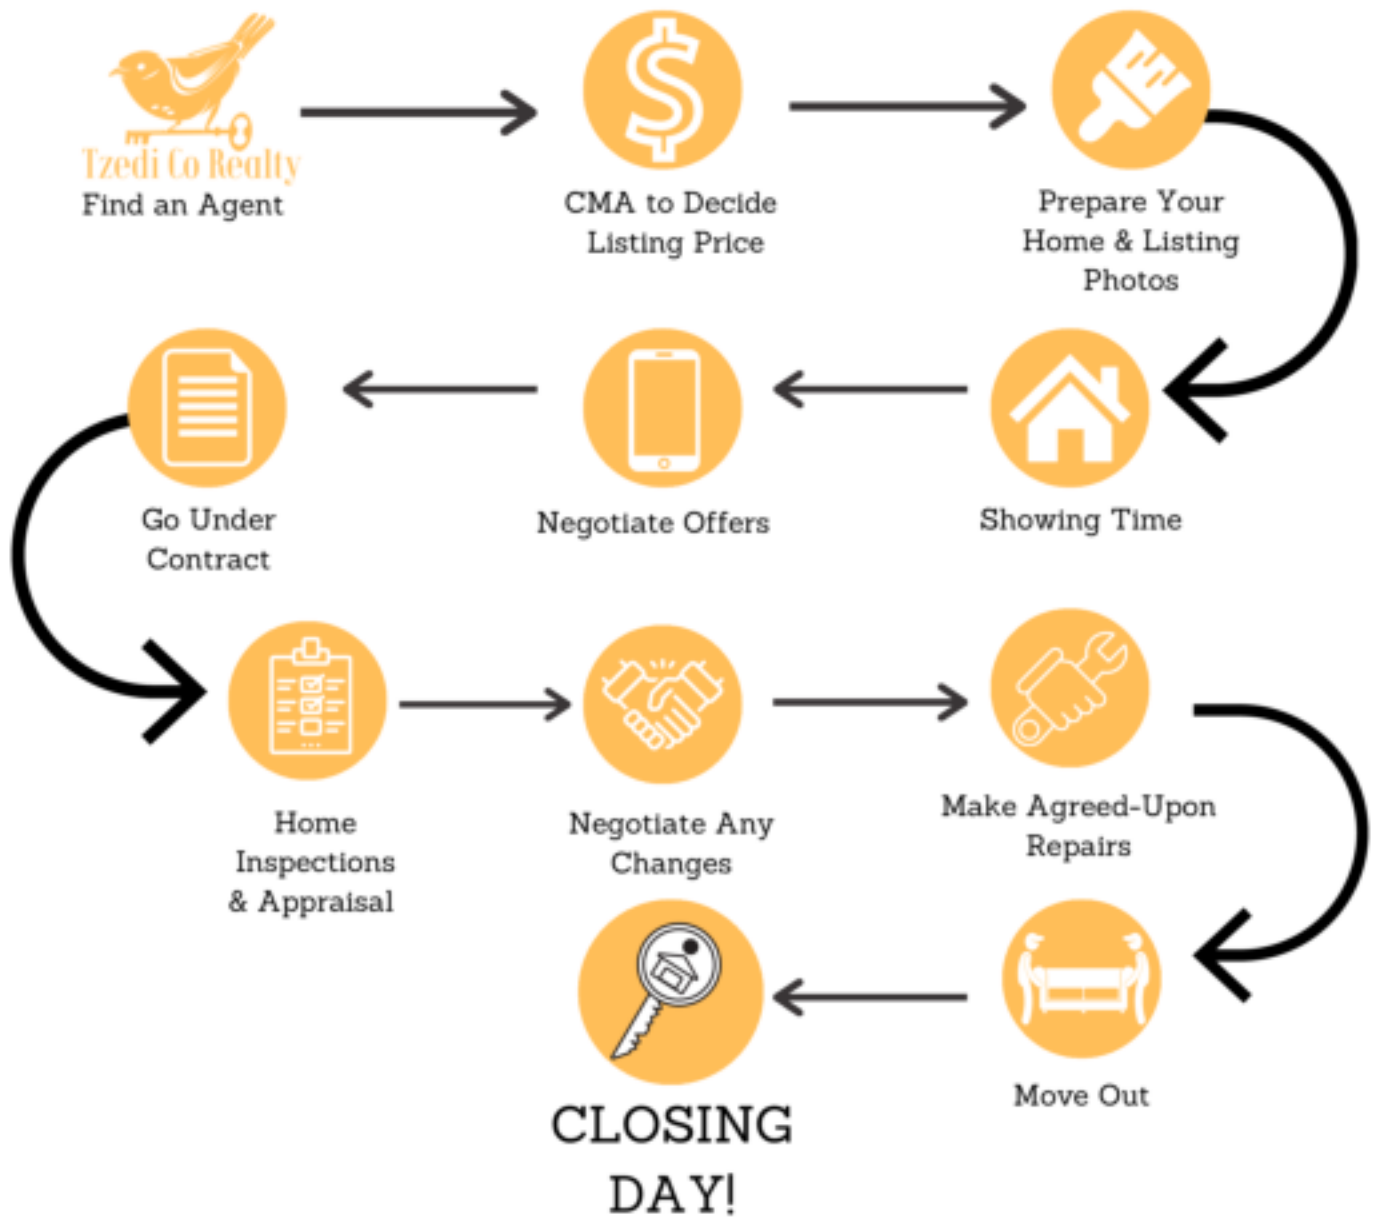 Tzedi Co Realty
Find an Agent
CMA to Decide
Listing Price
Prepare Your
Home & Listing
Photos
Showing Time
Negotiate Offers
Go Under
Contract
Home
Inspections
& Appraisal
Negotiate Any
Changes
Make Agreed-Upon
Repairs
Move Out
CLOSING
DAY!